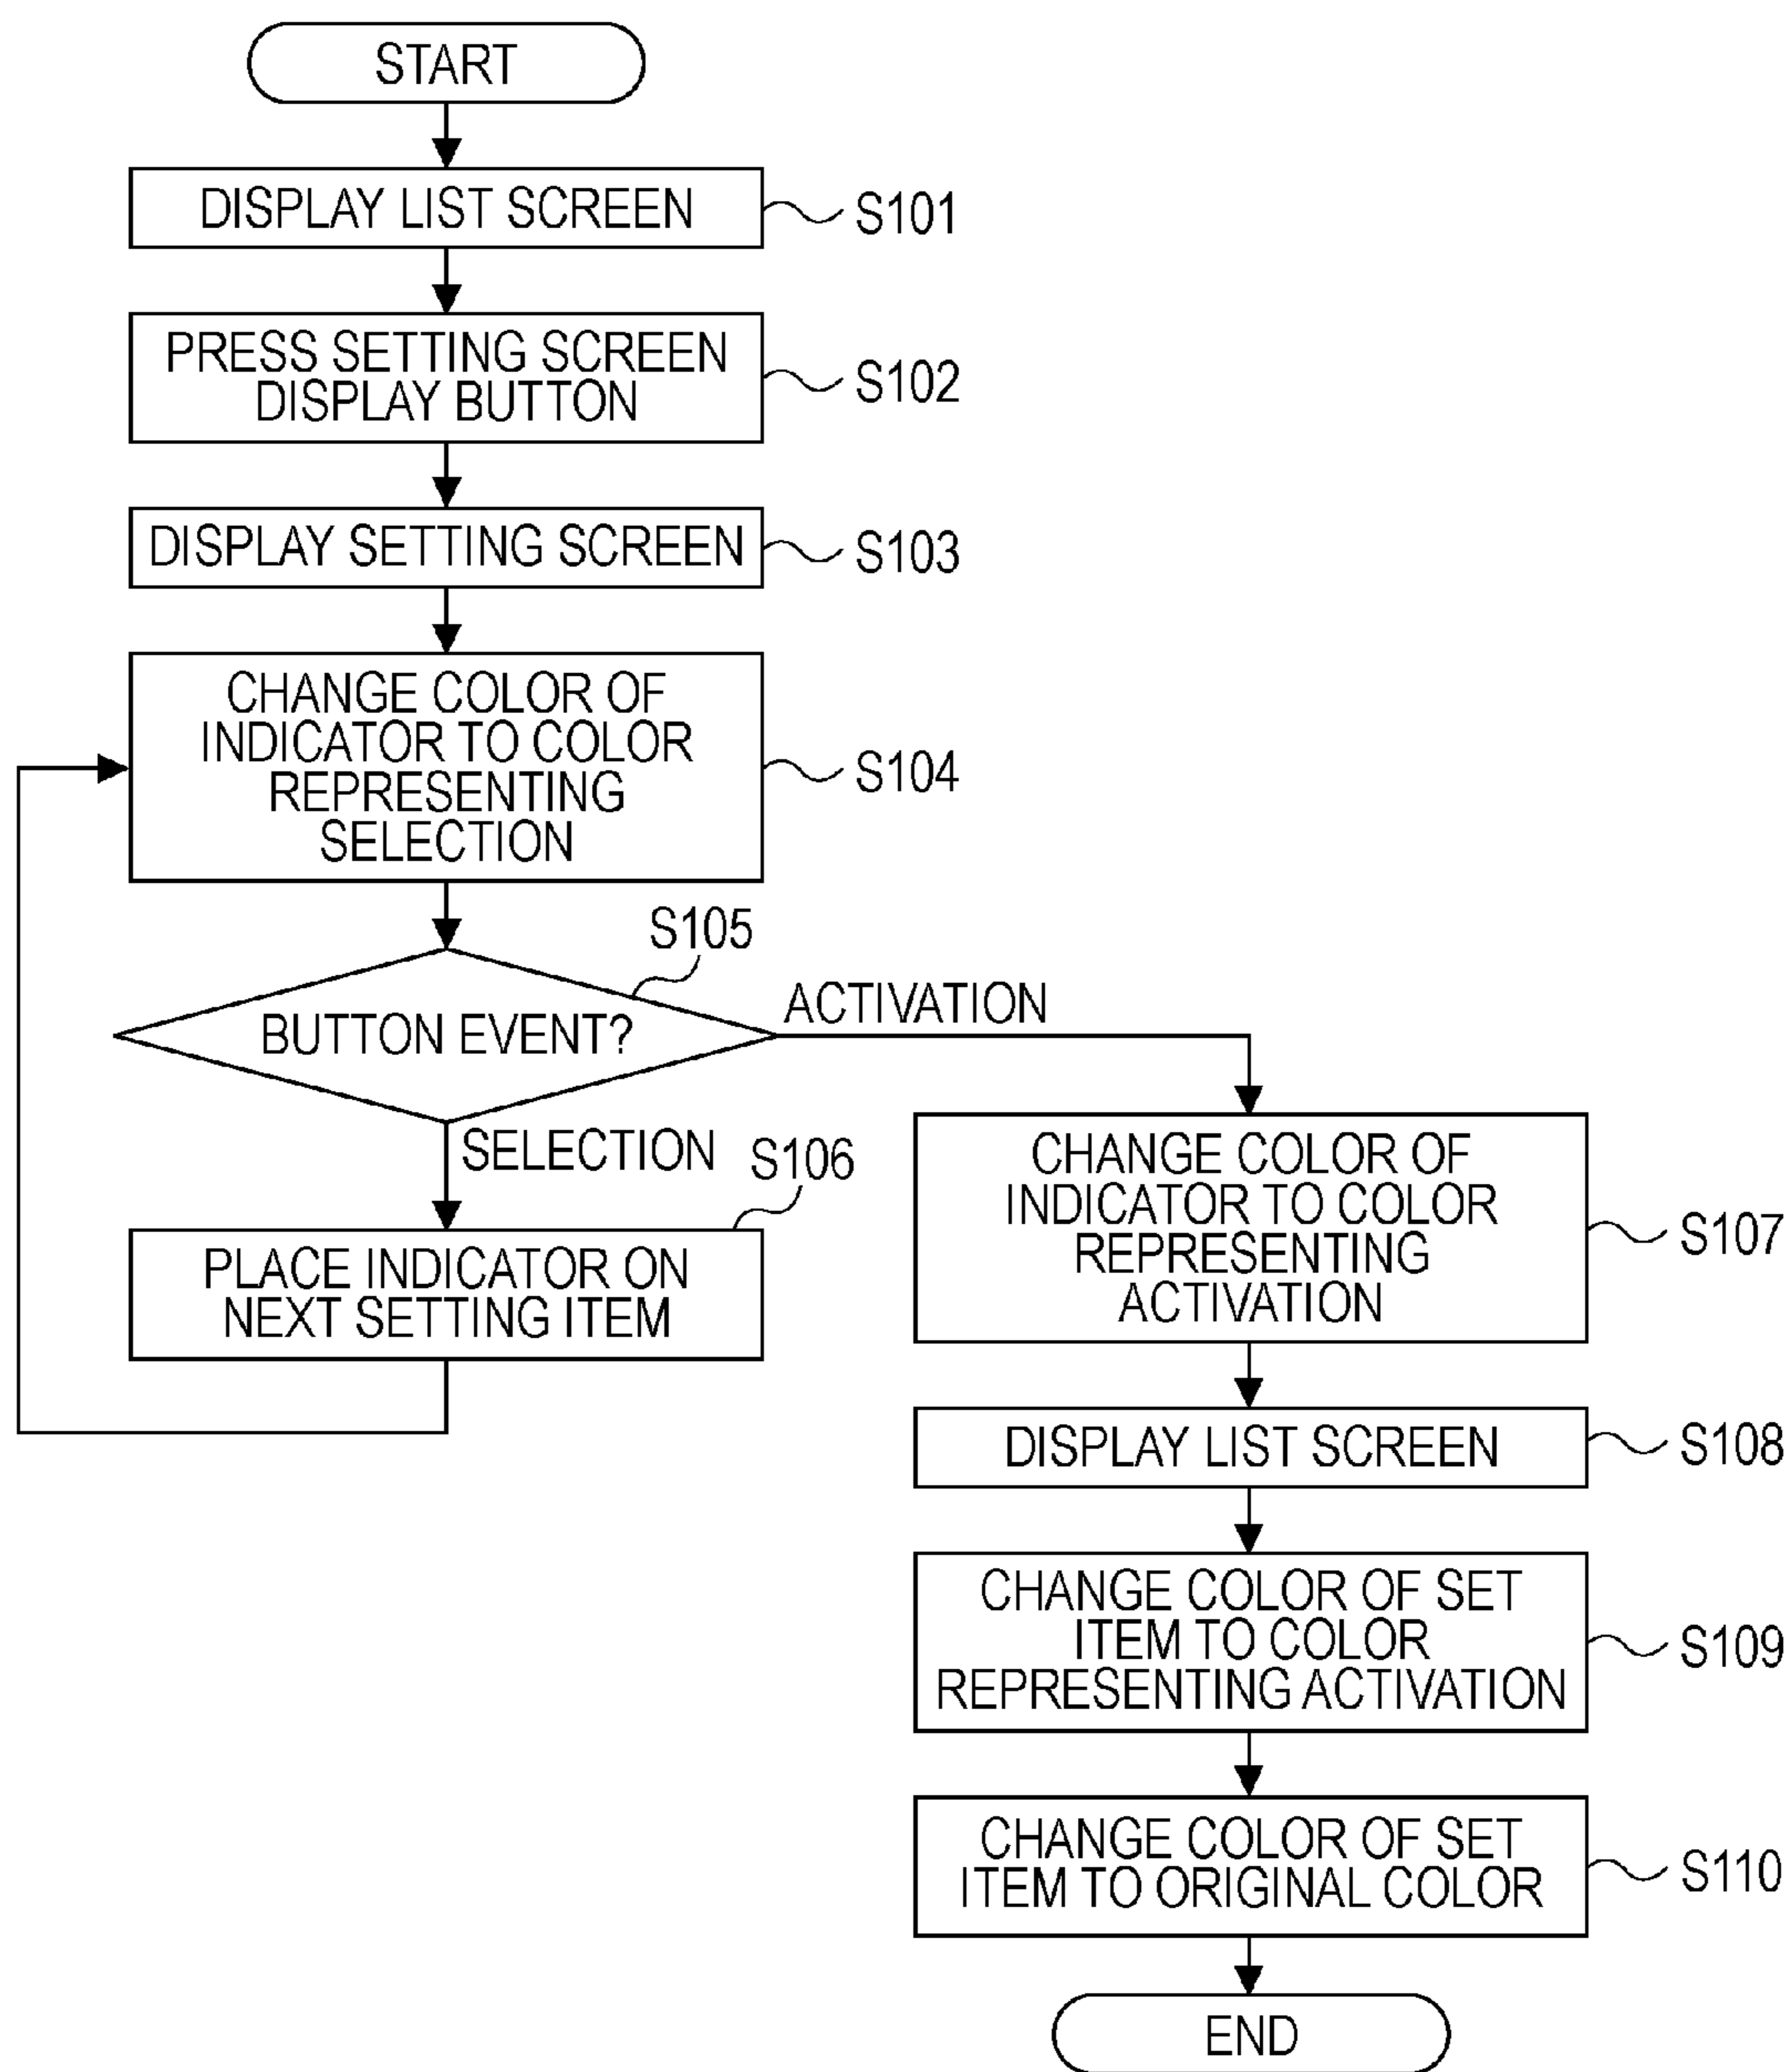 START
DISPLAY LIST SCREEN
S101
PRESS SETTING SCREEN
DISPLAY BUTTON
S102
DISPLAY SETTING SCREEN
S103
CHANGE COLOR OF
INDICATOR TO COLOR
REPRESENTING
SELECTION
S104
S105
BUTTON EVENT?
ACTIVATION
SELECTION
S106
PLACE INDICATOR ON
NEXT SETTING ITEM
CHANGE COLOR OF
INDICATOR TO COLOR
REPRESENTING
ACTIVATION
S107
DISPLAY LIST SCREEN
S108
CHANGE COLOR OF SET
ITEM TO COLOR
REPRESENTING ACTIVATION
S109
CHANGE COLOR OF SET
ITEM TO ORIGINAL COLOR
S110
END